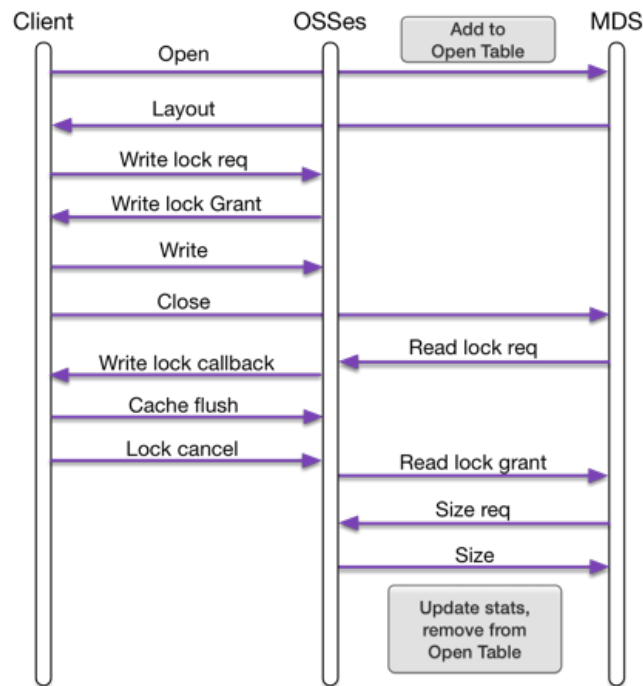 Client
OSSes
MDS
Add to
Open Table
Open
Layout
Write lock req
Write lock Grant
Write
Close
Read lock req
Write lock callback
Cache flush
Lock cancel
Read lock grant
Size req
Size
Update stats,
remove from
Open Table